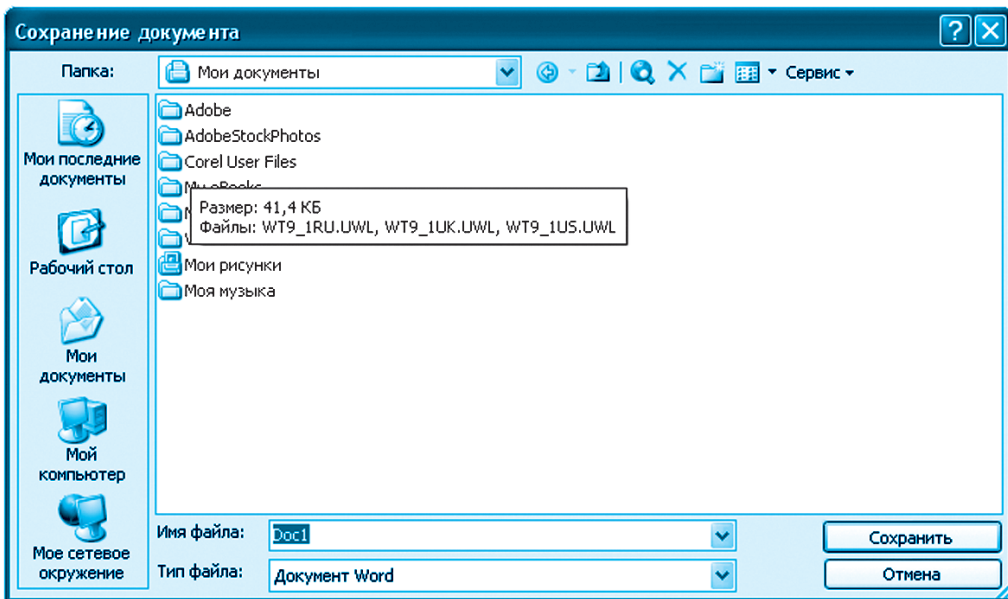 Сохранение документа
Папка:
Мои документы
Сервис
Мои последние
документы
Рабочий стол
Мои
документы
Мой
компьютер
Мое сетевое
окружение
Adobe
AdobeStockPhotos
Corel User Files
My eBooks
Размер: 41,4 КБ
Файлы: WT9_1RU.UWL, WT9_1UK.UWL, WT9_1US.UWL
Мои рисунки
Моя музыка
Имя файла:
Doc1
Сохранить
Тип файла:
Документ Word
Отмена